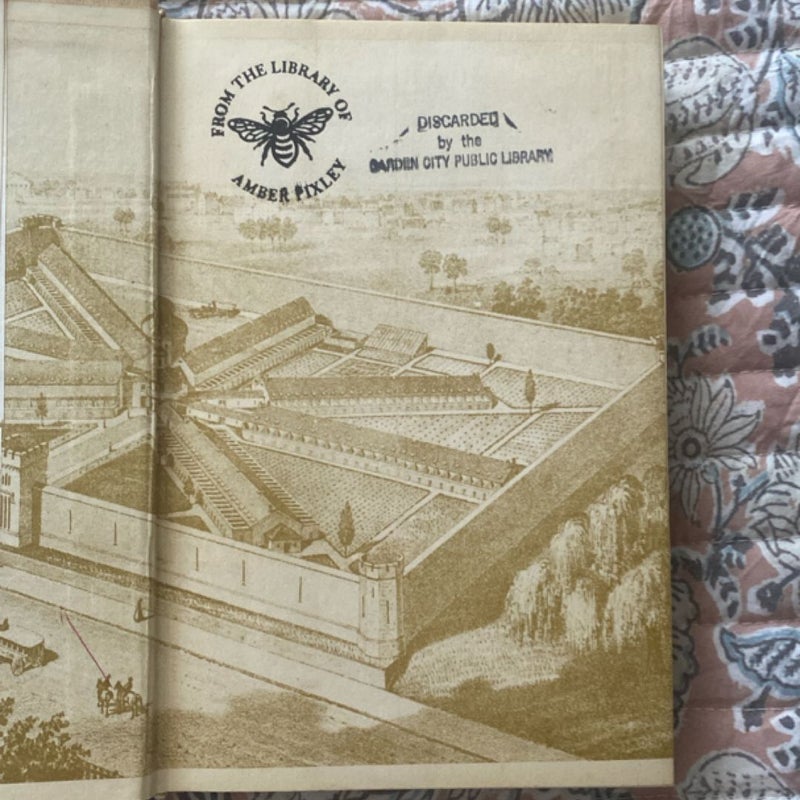 FROM THE LIBRARY OF
AMBER PIXLEY
DISCARDED
by the
GARDEN CITY PUBLIC LIBRARY